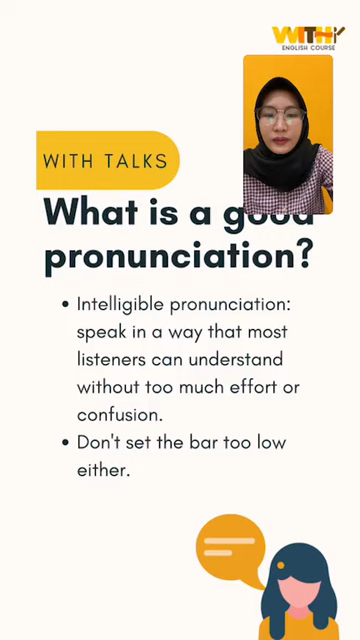 WITH
ENGLISH COURSE
WITH TALKS
What is a good
pronunciation?
• Intelligible pronunciation:
speak in a way that most
listeners can understand
without too much effort or
confusion.
• Don't set the bar too low
either.